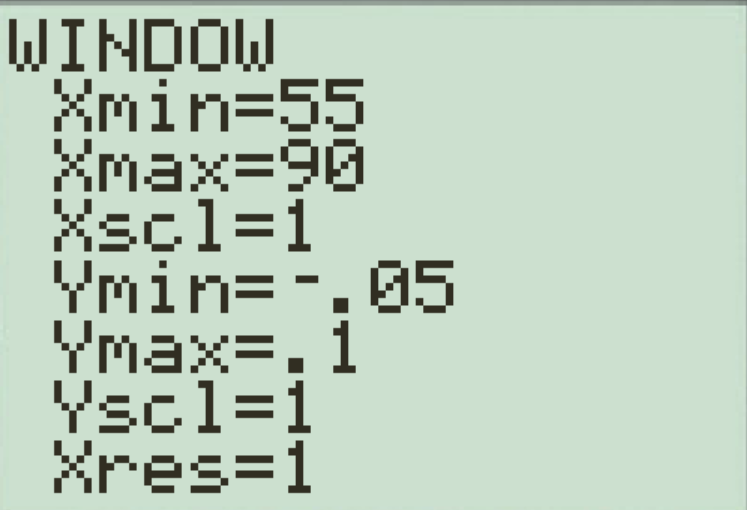 WINDOW
Xmin=55
Xmax=90
Xscl=1
Ymin=-.05
Ymax=.1
Yscl=1
Xres=1